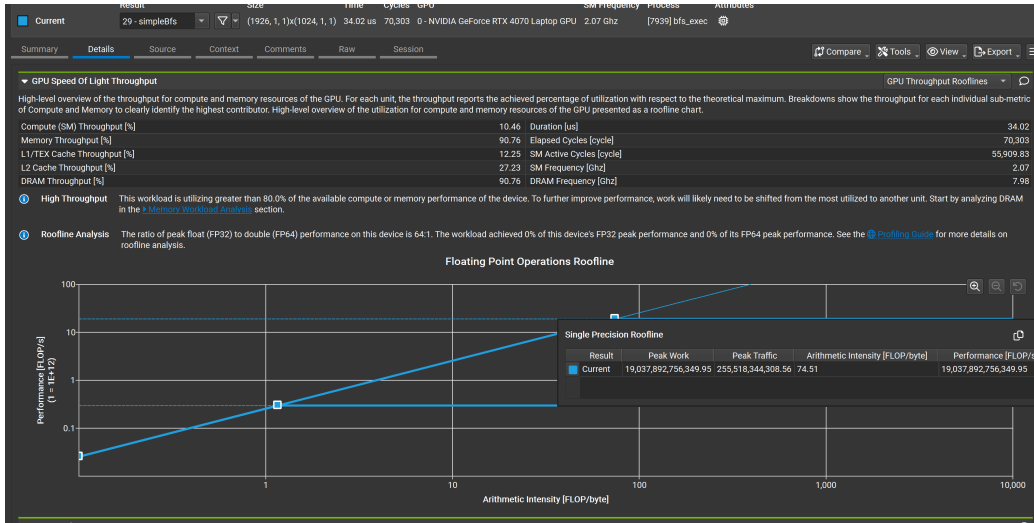 Result Size Time Cycles GPU SM Frequency Process Attributes
Current 29 - simpleBfs (1926, 1, 1)x(1024, 1, 1) 34.02 us 70,303 0 - NVIDIA GeForce RTX 4070 Laptop GPU 2.07 Ghz [7939] bfs_exec
Summary Details Source Context Comments Raw Session Compare Tools View Export
GPU Speed Of Light Throughput GPU Throughput Rooflines
High-level overview of the throughput for compute and memory resources of the GPU. For each unit, the throughput reports the achieved percentage of utilization with respect to the theoretical maximum. Breakdowns show the throughput for each individual sub-metric
of Compute and Memory to clearly identify the highest contributor. High-level overview of the utilization for compute and memory resources of the GPU presented as a roofline chart.
Compute (SM) Throughput [%] 10.46 Duration [us] 34.02
Memory Throughput [%] 90.76 Elapsed Cycles [cycle] 70,303
L1/TEX Cache Throughput [%] 12.25 SM Active Cycles [cycle] 55,909.83
L2 Cache Throughput [%] 27.23 SM Frequency [Ghz] 2.07
DRAM Throughput [%] 90.76 DRAM Frequency [Ghz] 7.98
High Throughput This workload is utilizing greater than 80.0% of the available compute or memory performance of the device. To further improve performance, work will likely need to be shifted from the most utilized to another unit. Start by analyzing DRAM
in the Memory Workload Analysis section.
Roofline Analysis The ratio of peak float (FP32) to double (FP64) performance on this device is 64:1. The workload achieved 0% of this device's FP32 peak performance and 0% of its FP64 peak performance. See the Profiling Guide for more details on
roofline analysis.
Floating Point Operations Roofline
100
10
1
0.1
Performance [FLOP/s]
(1 = 1E+12)
Single Precision Roofline
Result Peak Work Peak Traffic Arithmetic Intensity [FLOP/byte] Performance [FLOP/s
Current 19,037,892,756,349.95 255,518,344,308.56 74.51 19,037,892,756,349.95
1 10 100 1,000 10,000
Arithmetic Intensity [FLOP/byte]